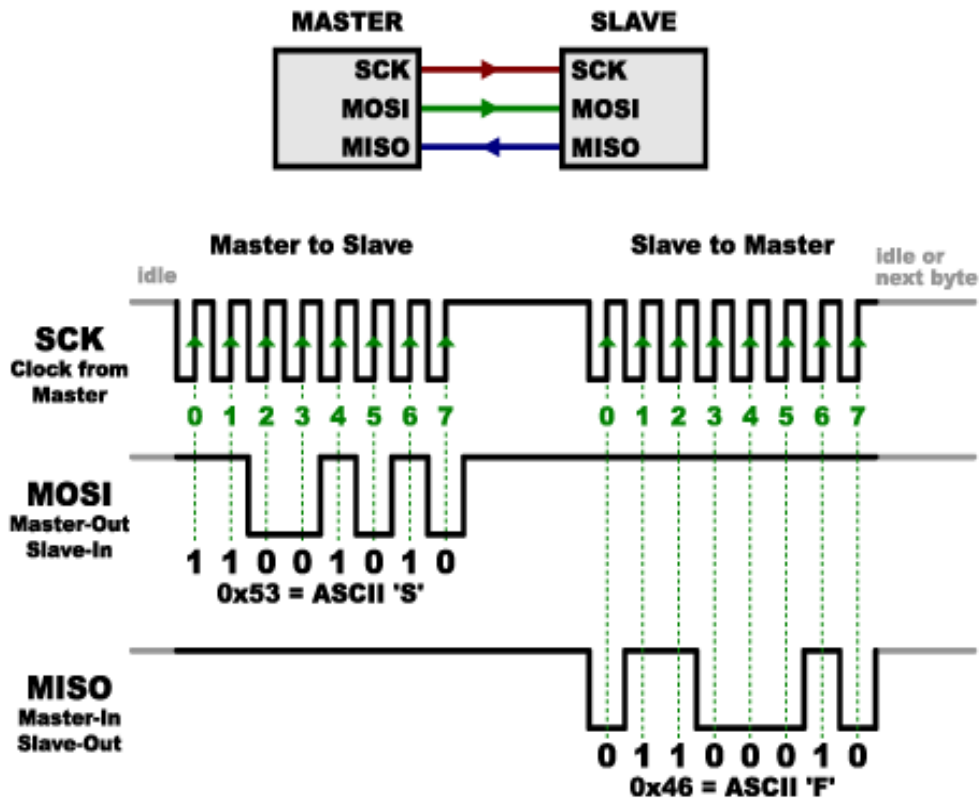 MASTER SLAVE
SCK SCK
MOSI MOSI
MISO MISO
Master to Slave Slave to Master
idle idle or
next byte
SCK
Clock from
Master
0 1 2 3 4 5 6 7 0 1 2 3 4 5 6 7
MOSI
Master-Out
Slave-In
1 1 0 0 1 0 1 0
0x53 = ASCII 'S'
MISO
Master-In
Slave-Out
0 1 1 0 0 0 1 0
0x46 = ASCII 'F'